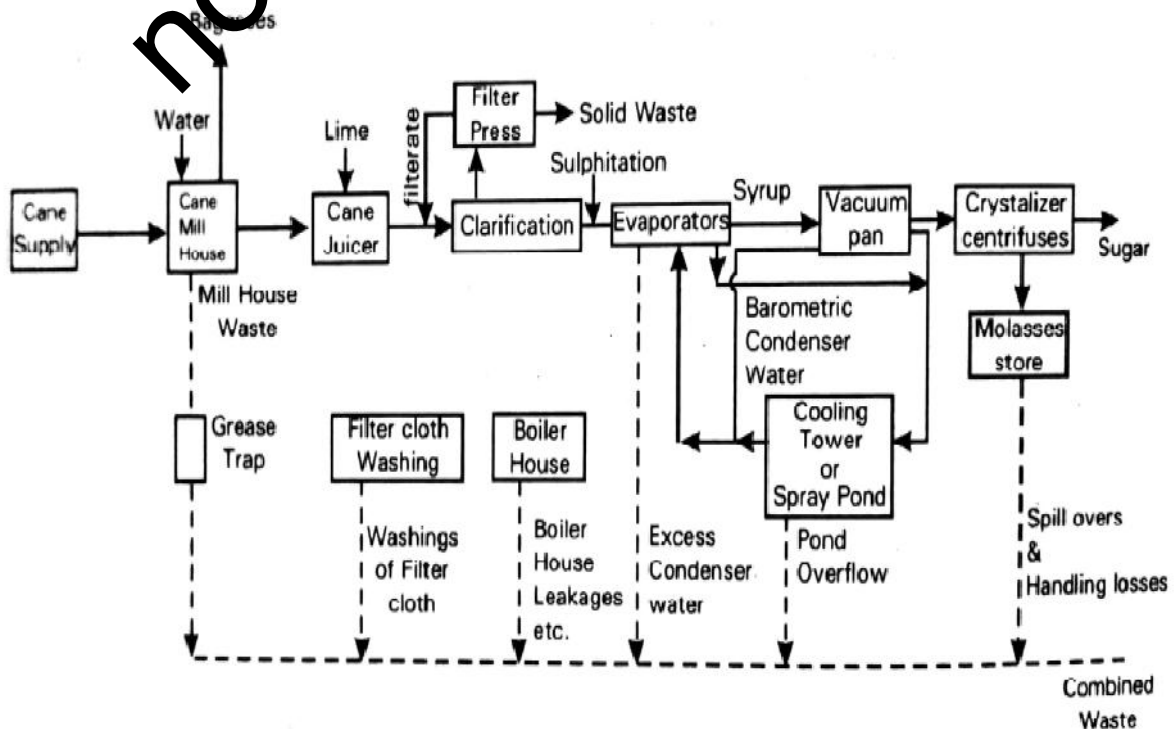 Bagasses
Water
Lime
filterate
Filter
Press
Solid Waste
Sulphitation
Cane
Supply
Cane
Mill
House
Cane
Juicer
Clarification
Evaporators
Syrup
Vacuum
pan
Crystalizer
centrifuses
Sugar
Mill House
Waste
Barometric
Condenser
Water
Molasses
store
Grease
Trap
Filter cloth
Washing
Boiler
House
Cooling
Tower
or
Spray Pond
Washings
of Filter
cloth
Boiler
House
Leakages
etc.
Excess
Condenser
water
Pond
Overflow
Spill overs
&
Handling losses
Combined
Waste